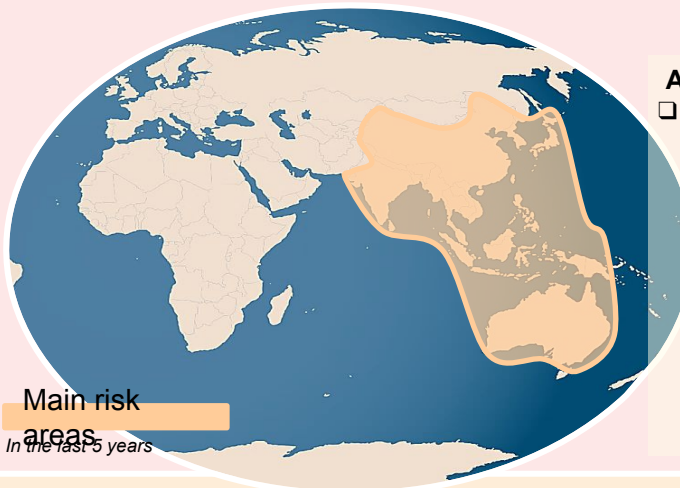 A
❑
Main risk
areas
In the last 5 years